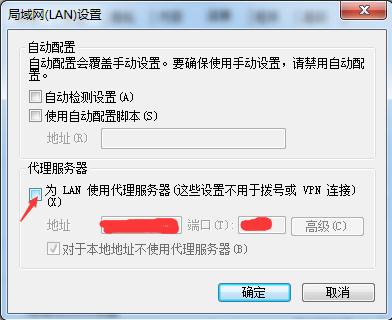 局域网(LAN)设置
自动配置
自动配置会覆盖手动设置。要确保使用手动设置，请禁用自动配
置。
自动检测设置(A)
使用自动配置脚本(S)
地址(R)
代理服务器
为 LAN 使用代理服务器(这些设置不用于拨号或 VPN 连接)
(X)
地址 端口(T): 高级(C)
对于本地地址不使用代理服务器(B)
确定 取消